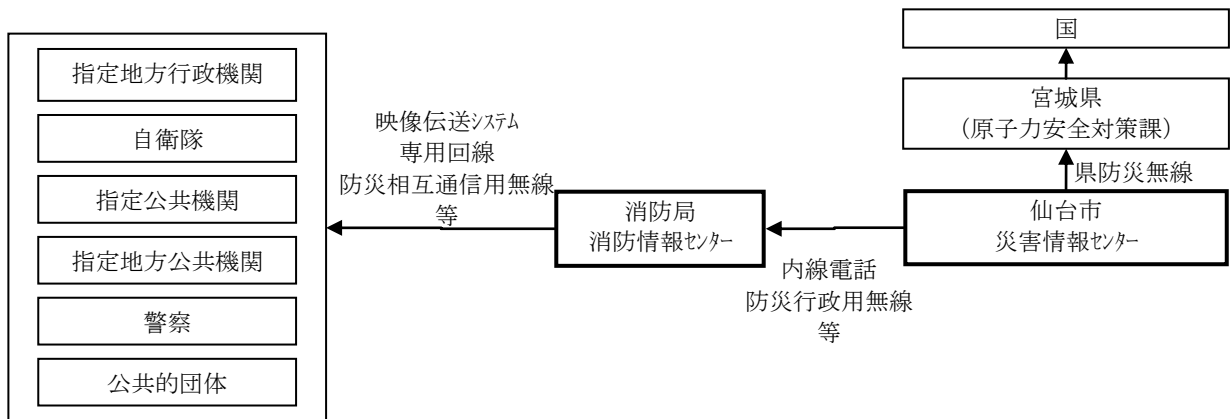 国
宮城県
(原子力安全対策課)
県防災無線
仙台市
災害情報ｾﾝﾀｰ
内線電話
防災行政用無線
等
消防局
消防情報ｾﾝﾀｰ
映像伝送ｼｽﾃﾑ
専用回線
防災相互通信用無線
等
指定地方行政機関
自衛隊
指定公共機関
指定地方公共機関
警察
公共的団体